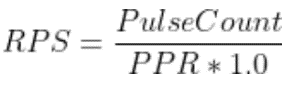 RPS = PulseCount / PPR * 1.0